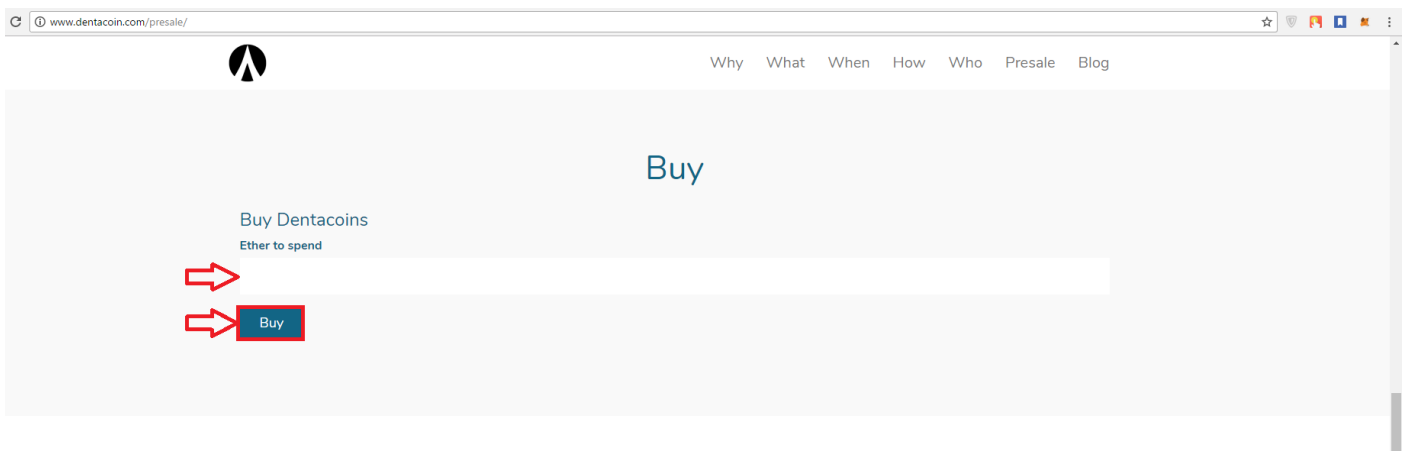 www.dentacoin.com/presale/
Why What When How Who Presale Blog
Buy
Buy Dentacoins
Ether to spend
Buy